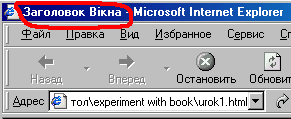 Заголовок Вікна - Microsoft Internet Explorer
Файл Правка Вид Избранное Сервис С
Назад Вперед Остановить Обновит
Адрес тол\experiment with book\urok1.html